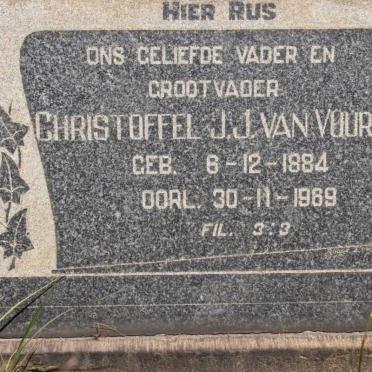 HIER RUS
ONS GELIEFDE VADER EN
GROOTVADER
CHRISTOFFEL J.J. VAN VUUR
GEB. 6-12-1884
OORL. 30-11-1969
FIL. 3:3